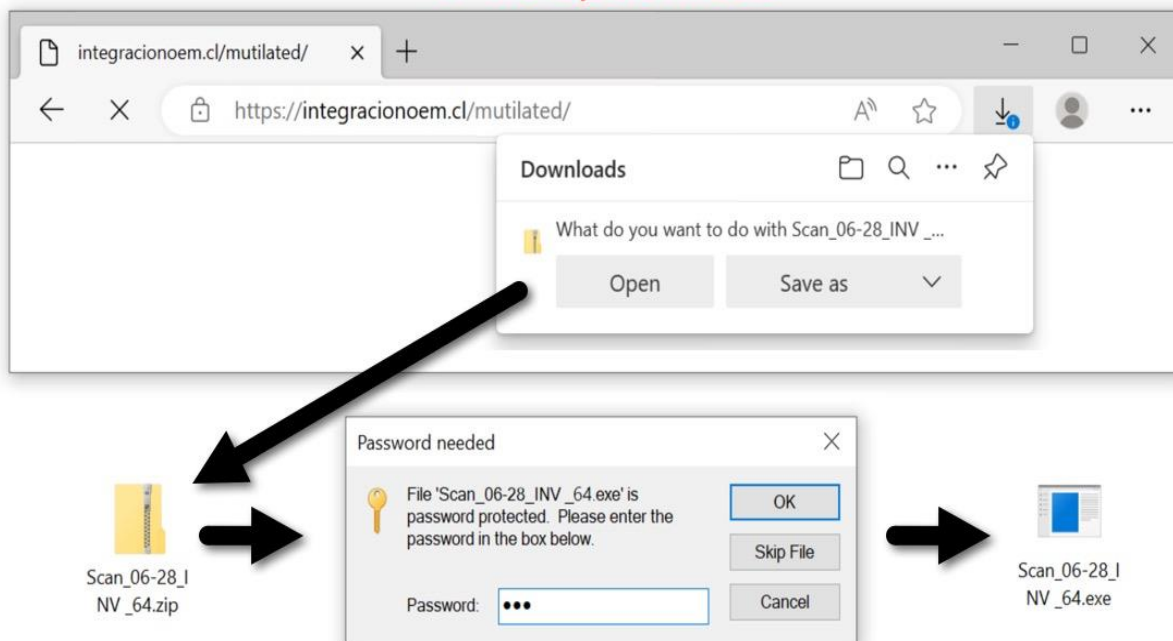 integracionoem.cl/mutilated/
https://integracionoem.cl/mutilated/
Downloads
What do you want to do with Scan_06-28_INV _...
Open
Save as
Password needed
File 'Scan_06-28_INV _64.exe' is
password protected. Please enter the
password in the box below.
OK
Skip File
Cancel
Password:
Scan_06-28_I
NV _64.zip
Scan_06-28_I
NV _64.exe